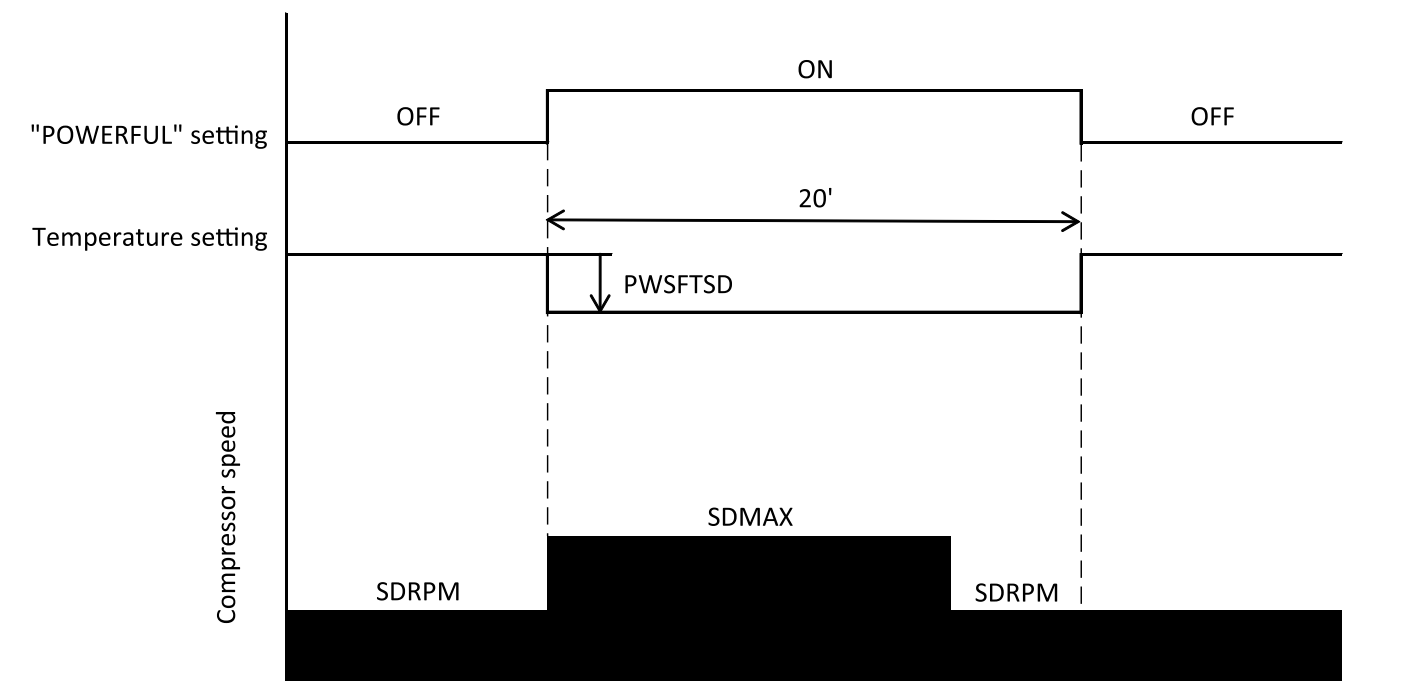 ON
OFF
OFF
"POWERFUL" setting
20'
Temperature setting
PWSFTSD
Compressor speed
SDMAX
SDRPM
SDRPM